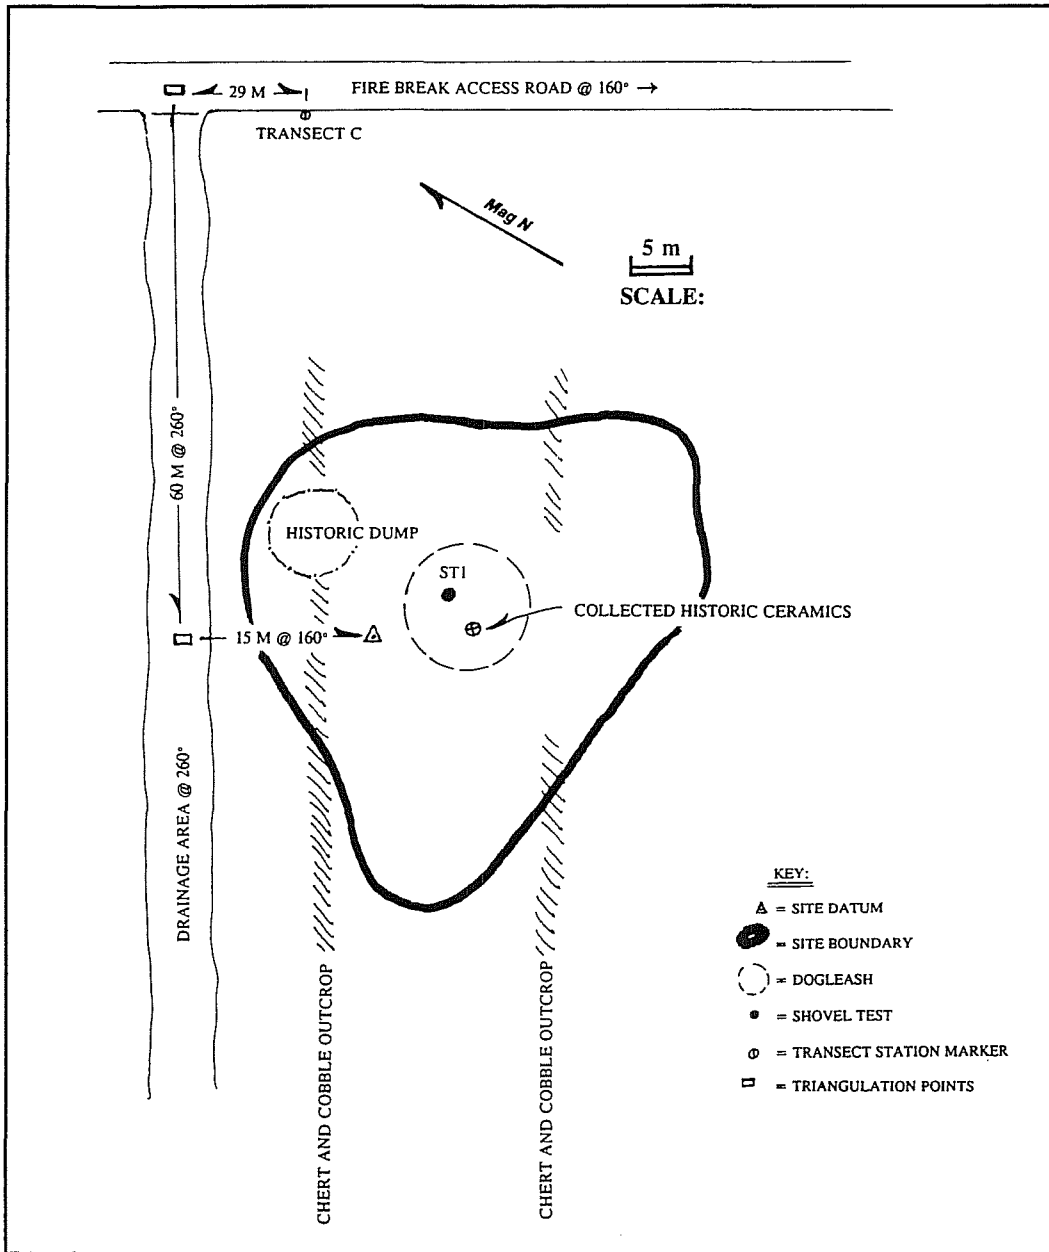 29 M
FIRE BREAK ACCESS ROAD @ 160° →
TRANSECT C
Mag N
5 m
SCALE:
60 M @ 260°
HISTORIC DUMP
ST1
COLLECTED HISTORIC CERAMICS
15 M @ 160°
DRAINAGE AREA @ 260°
CHERT AND COBBLE OUTCROP
CHERT AND COBBLE OUTCROP
KEY:
= SITE DATUM
= SITE BOUNDARY
= DOGLEASH
= SHOVEL TEST
= TRANSECT STATION MARKER
= TRIANGULATION POINTS